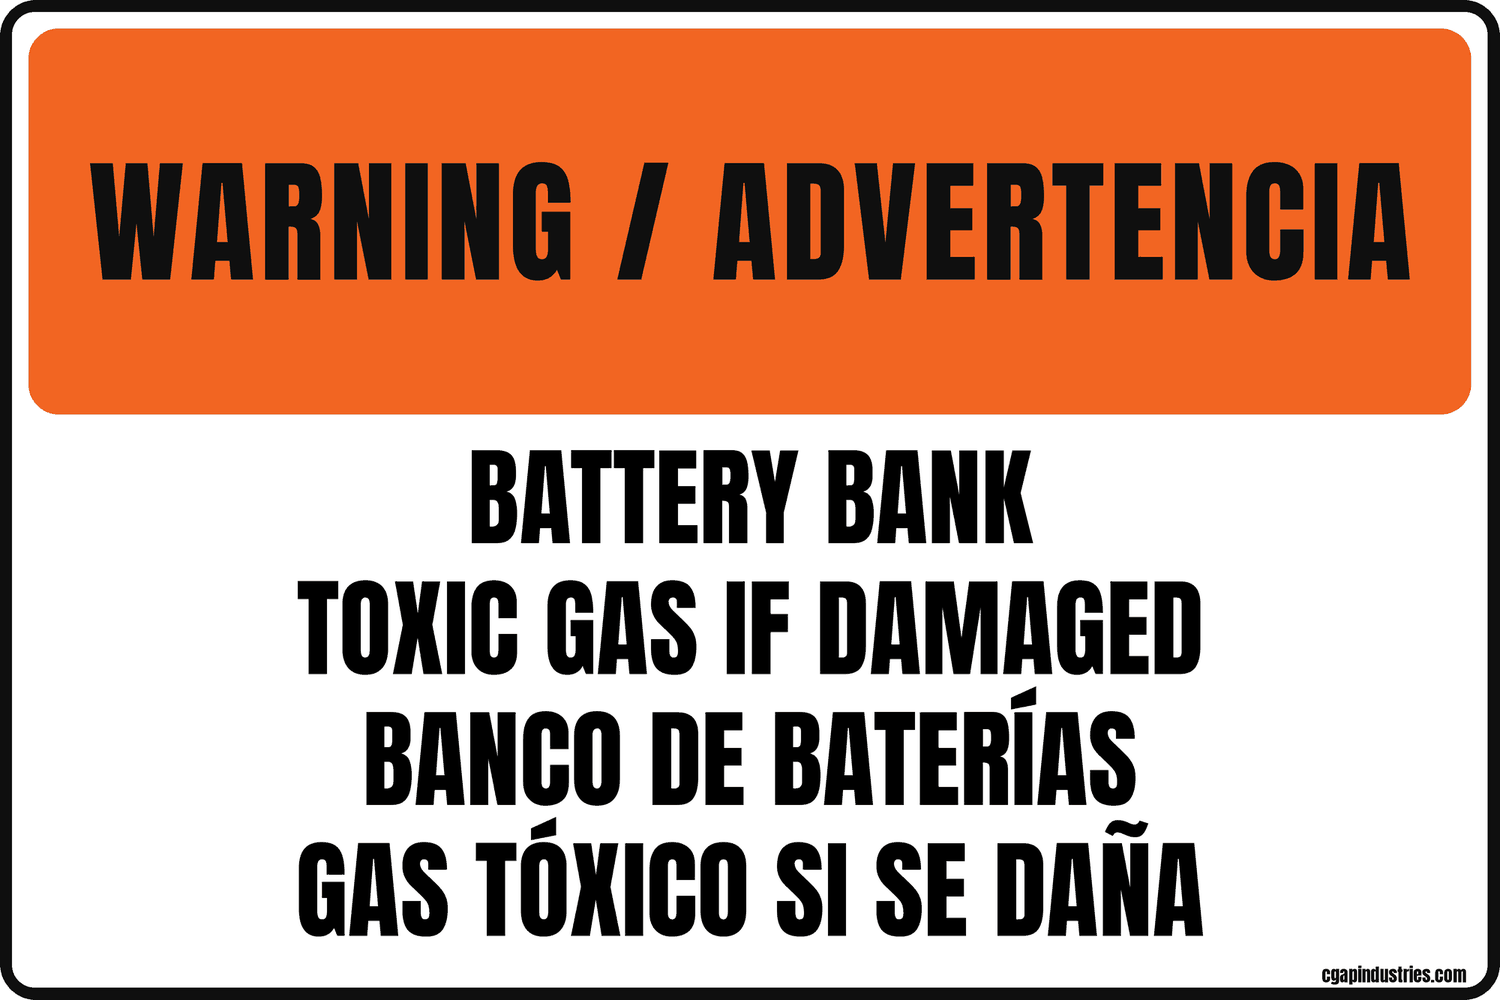 WARNING / ADVERTENCIA
BATTERY BANK
TOXIC GAS IF DAMAGED
BANCO DE BATERÍAS
GAS TÓXICO SI SE DAÑA
cgapindustries.com